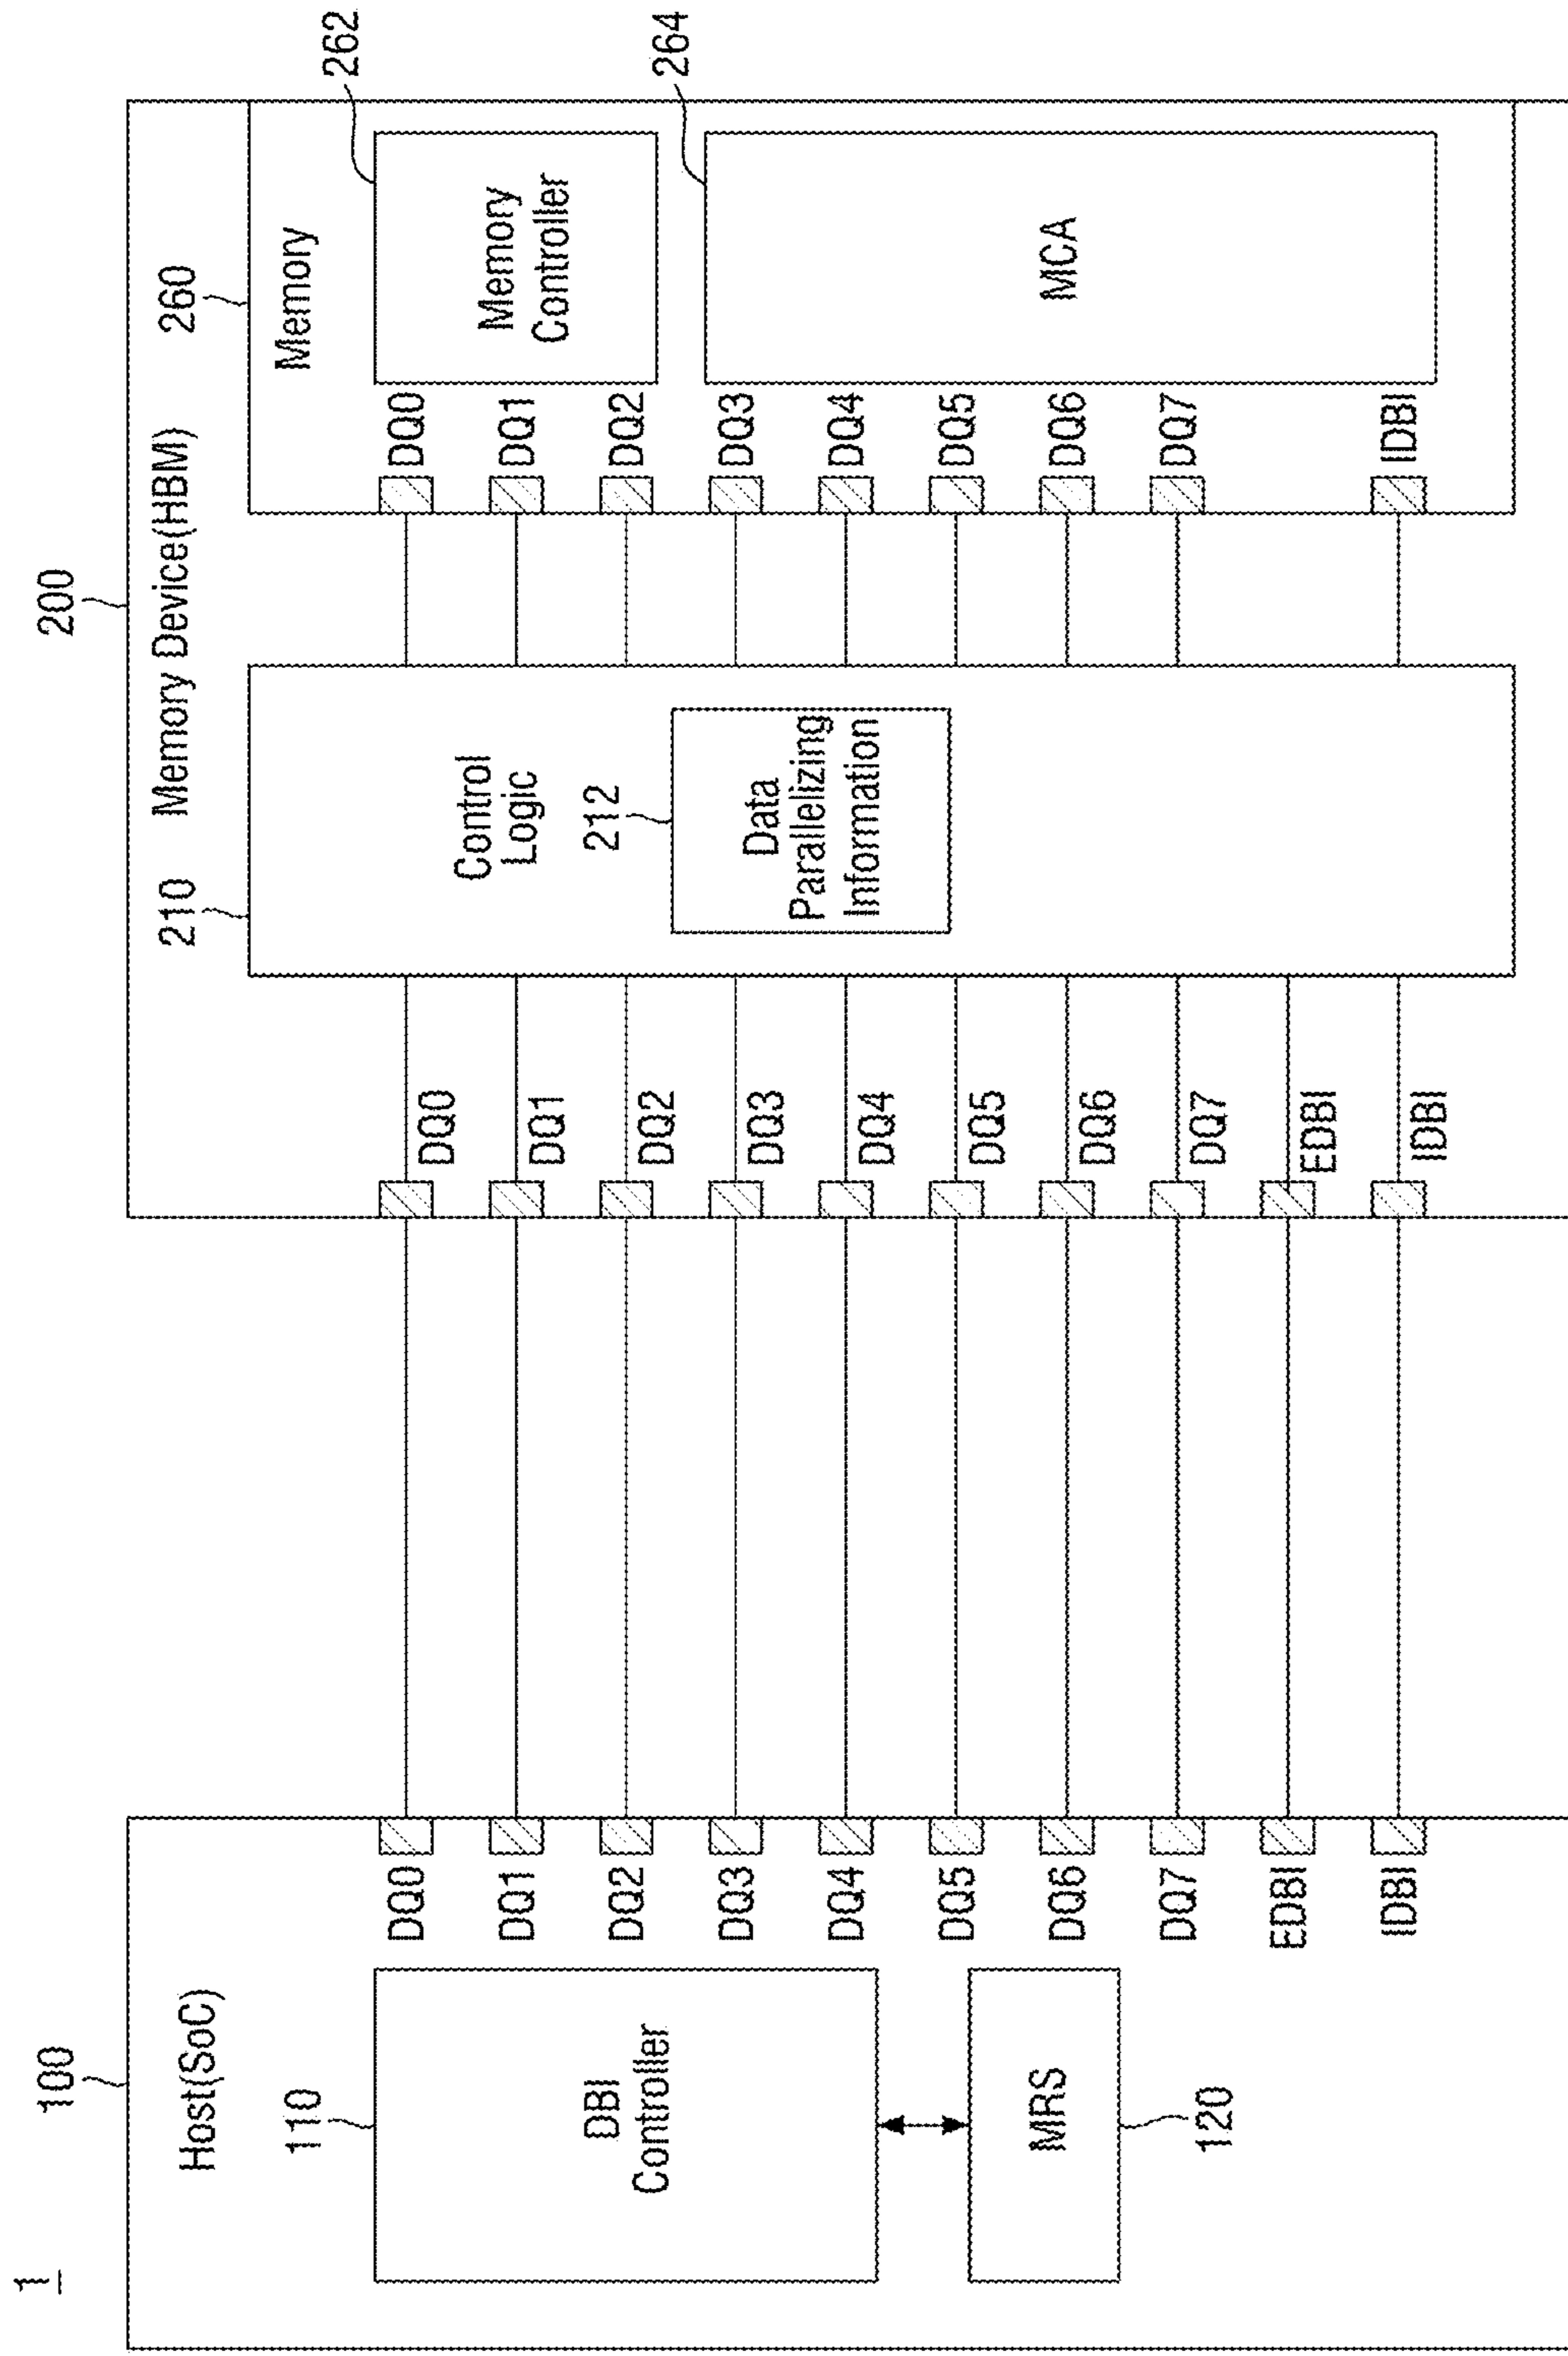 1
100
200
Host(SoC)
110
DBI
Controller
MRS
120
DQ0
DQ1
DQ2
DQ3
DQ4
DQ5
DQ6
DQ7
EDBI
IDBI
Memory Device(HBM)
DQ0
DQ1
DQ2
DQ3
DQ4
DQ5
DQ6
DQ7
EDBI
IDBI
210
Control
Logic
212
Data
Parallelizing
Information
260
Memory
DQ0
DQ1
DQ2
DQ3
DQ4
DQ5
DQ6
DQ7
IDBI
Memory
Controller
262
MCA
264